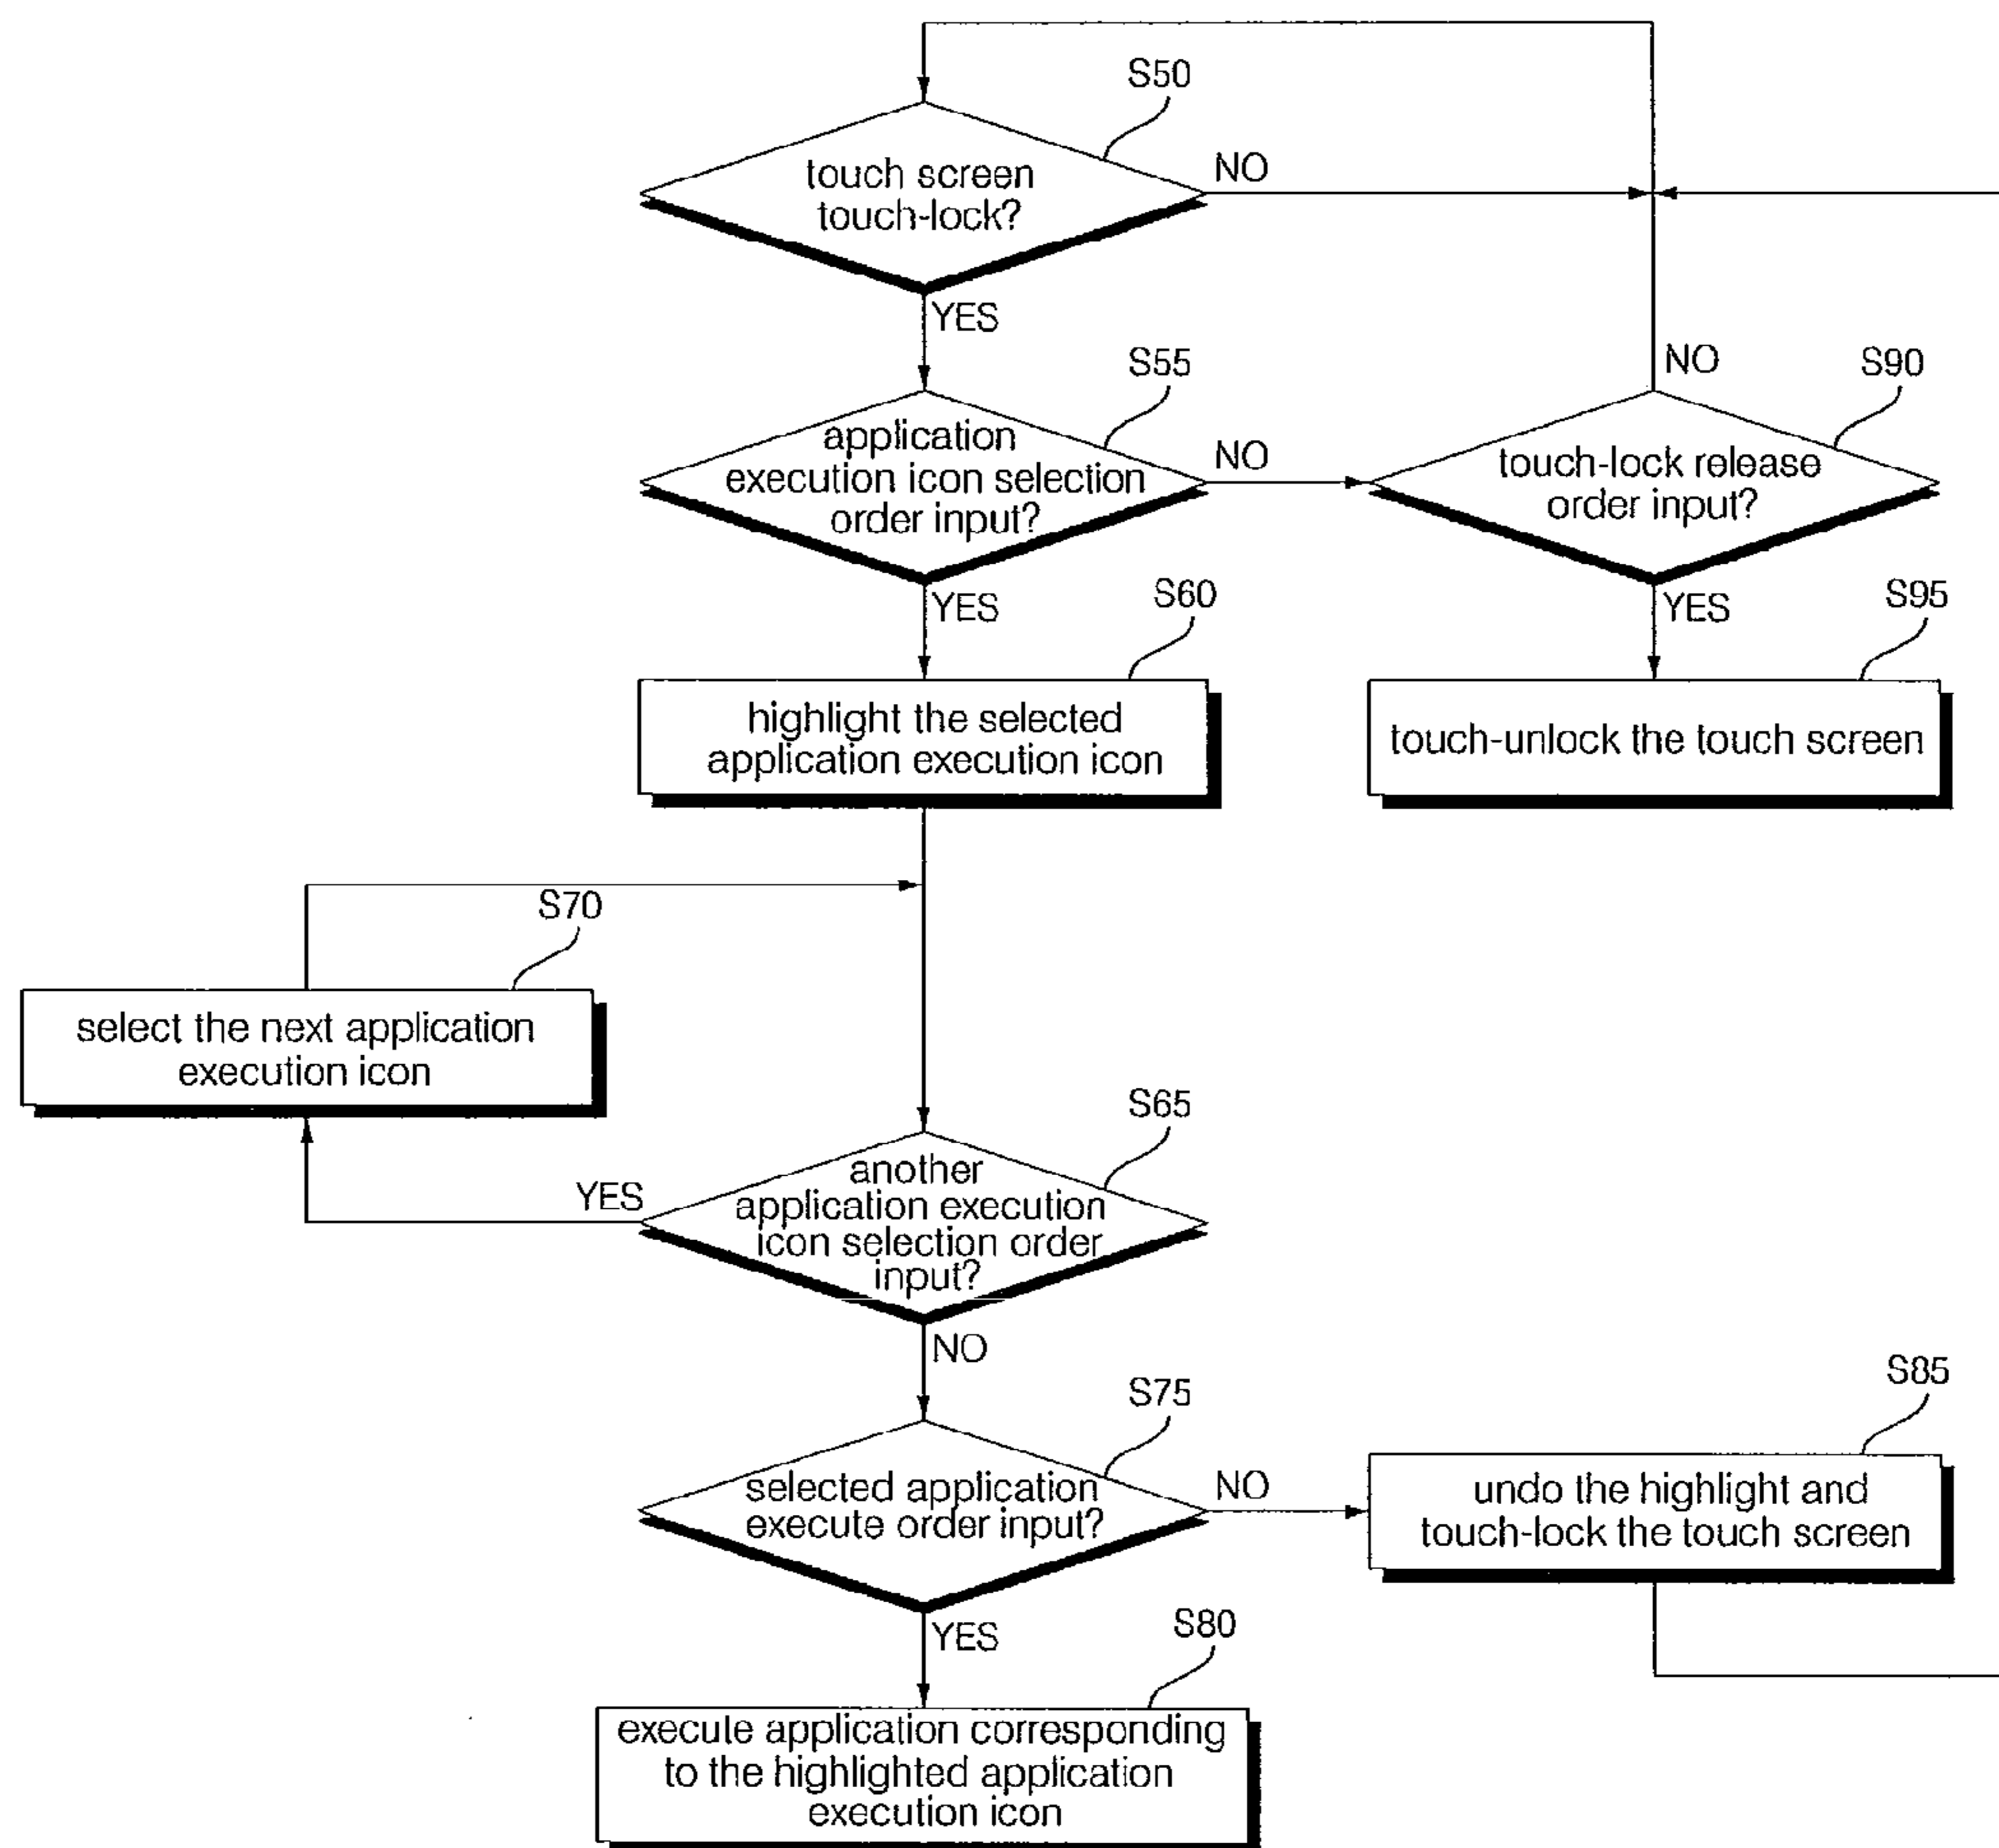 S50
touch screen
touch-lock?
NO
YES
S55
application
execution icon selection
order input?
NO
YES
NO
S90
touch-lock release
order input?
YES
S60
highlight the selected
application execution icon
S95
touch-unlock the touch screen
S70
select the next application
execution icon
S65
another
application execution
icon selection order
input?
YES
NO
S75
selected application
execute order input?
NO
YES
S85
undo the highlight and
touch-lock the touch screen
S80
execute application corresponding
to the highlighted application
execution icon